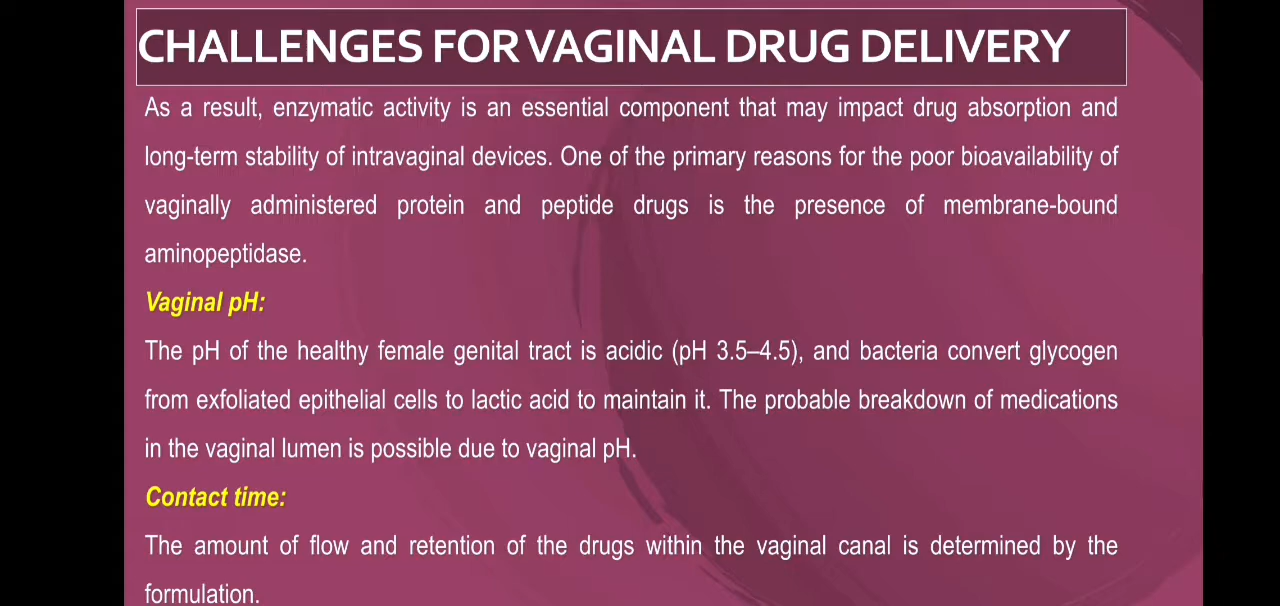 CHALLENGES FOR VAGINAL DRUG DELIVERY
As a result, enzymatic activity is an essential component that may impact drug absorption and
long-term stability of intravaginal devices. One of the primary reasons for the poor bioavailability of
vaginally administered protein and peptide drugs is the presence of membrane-bound
aminopeptidase.
Vaginal pH:
The pH of the healthy female genital tract is acidic (pH 3.5–4.5), and bacteria convert glycogen
from exfoliated epithelial cells to lactic acid to maintain it. The probable breakdown of medications
in the vaginal lumen is possible due to vaginal pH.
Contact time:
The amount of flow and retention of the drugs within the vaginal canal is determined by the
formulation.